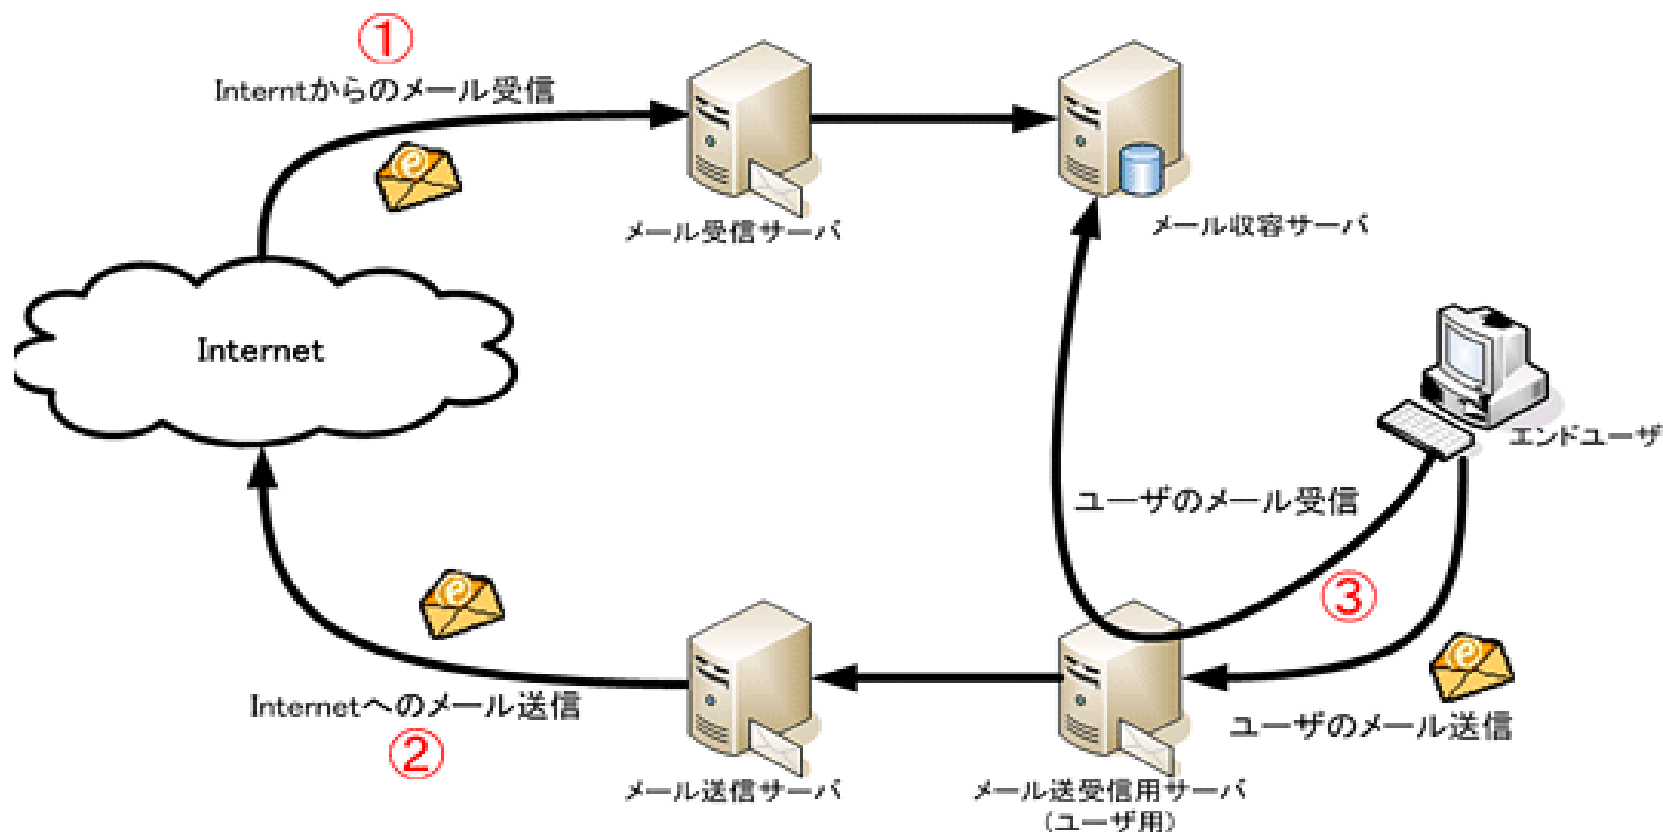 ①
Interntからのメール受信
メール受信サーバ
メール収容サーバ
Internet
エンドユーザ
ユーザのメール受信
③
Internetへのメール送信
②
ユーザのメール送信
メール送信サーバ
メール送受信用サーバ
(ユーザ用)